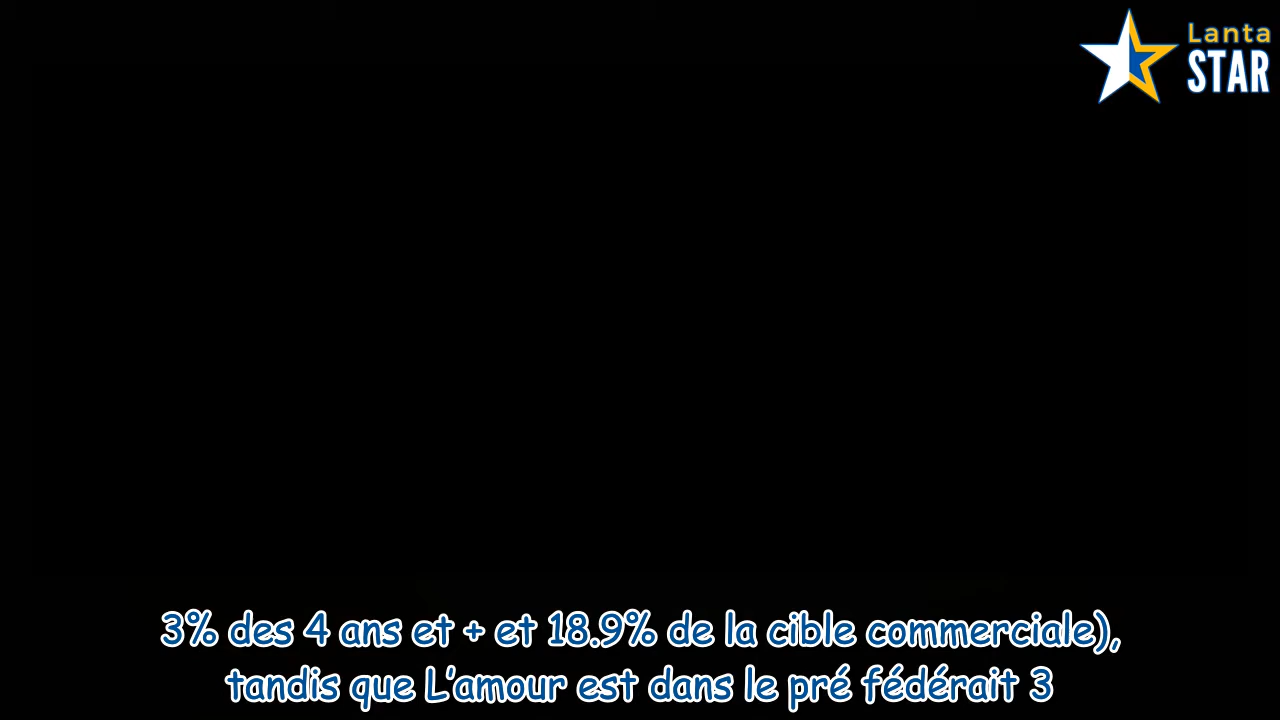 Lanta
STAR
3% des 4 ans et + et 18.9% de la cible commerciale),
tandis que L'amour est dans le pré fédérait 3